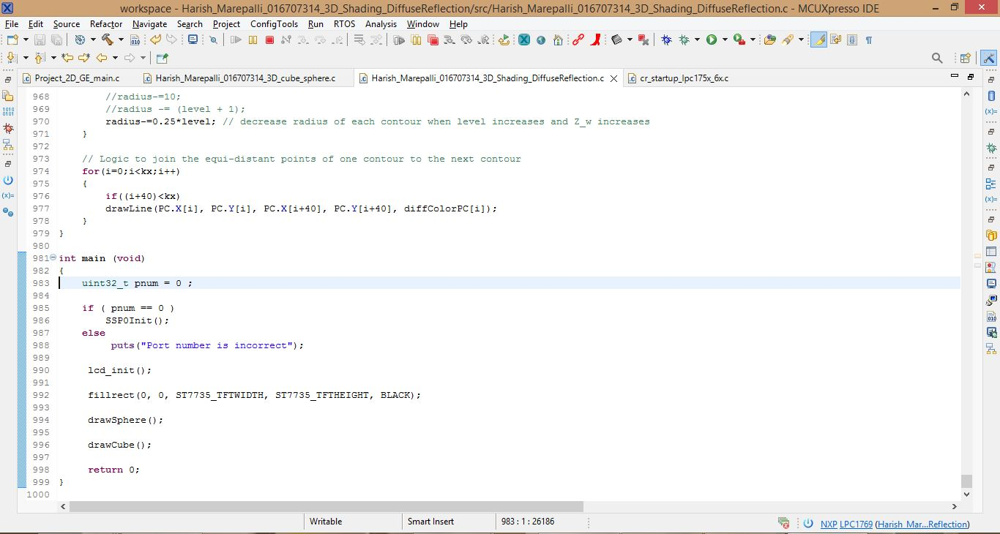 workspace - Harish_Marepalli_016707314_3D_Shading_DiffuseReflection/src/Harish_Marepalli_016707314_3D_Shading_DiffuseReflection.c - MCUXpresso IDE
File Edit Source Refactor Navigate Search Project ConfigTools Run RTOS Analysis Window Help
Project_2D_GE_main.c Harish_Marepalli_016707314_3D_cube_sphere.c Harish_Marepalli_016707314_3D_Shading_DiffuseReflection.c cr_startup_lpc175x_6x.c
968 //radius-=10;
969 //radius -= (level + 1);
970 radius-=0.25*level; // decrease radius of each contour when level increases and Z_w increases
971 }
972
973 // Logic to join the equi-distant points of one contour to the next contour
974 for(i=0;i<kx;i++)
975 {
976 if((i+40)<kx)
977 drawLine(PC.X[i], PC.Y[i], PC.X[i+40], PC.Y[i+40], diffColorPC[i]);
978 }
979 }
980
981 int main (void)
982 {
983 uint32_t pnum = 0 ;
984
985 if ( pnum == 0 )
986 SSP0Init();
987 else
988 puts("Port number is incorrect");
989
990 lcd_init();
991
992 fillrect(0, 0, ST7735_TFTWIDTH, ST7735_TFTHEIGHT, BLACK);
993
994 drawSphere();
995
996 drawCube();
997
998 return 0;
999 }
1000
Writable Smart Insert 983 : 1 : 26186 NXP LPC1769 (Harish_Mar...Reflection)